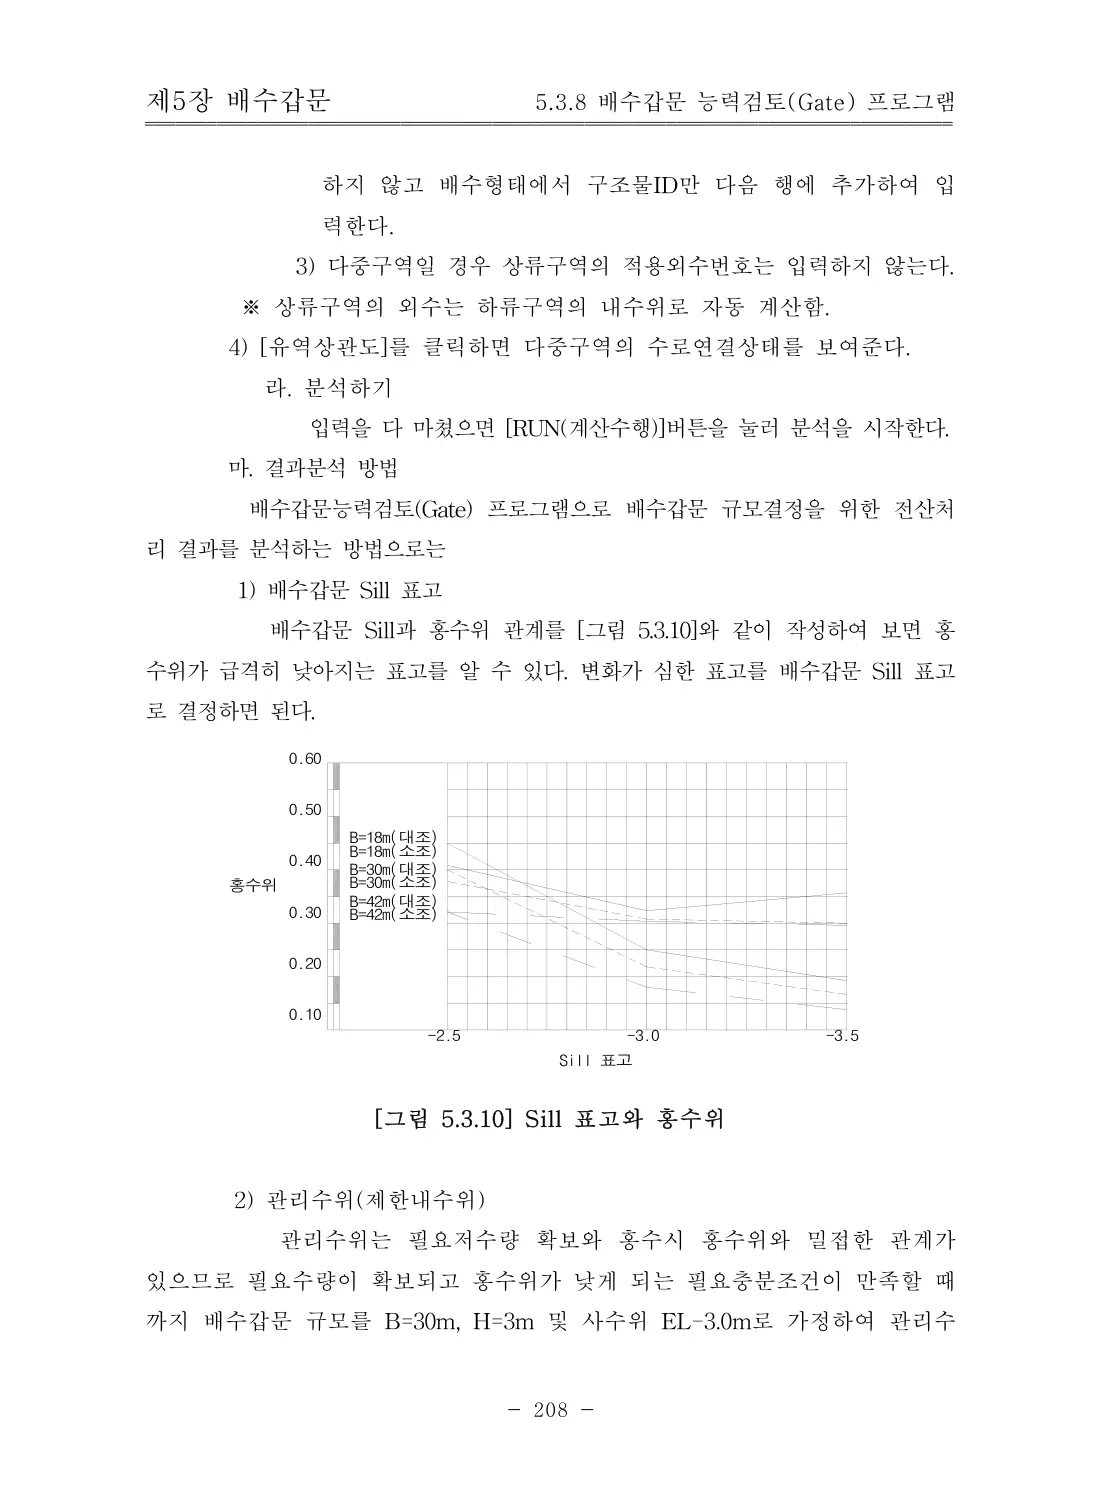 제5장 배수갑문 5.3.8 배수갑문 능력검토(Gate) 프로그램
하지 않고 배수형태에서 구조물ID만 다음 행에 추가하여 입
력한다.
3) 다중구역일 경우 상류구역의 적용외수번호는 입력하지 않는다.
※ 상류구역의 외수는 하류구역의 내수위로 자동 계산함.
4) [유역상관도]를 클릭하면 다중구역의 수로연결상태를 보여준다.
라. 분석하기
입력을 다 마쳤으면 [RUN(계산수행)]버튼을 눌러 분석을 시작한다.
마. 결과분석 방법
배수갑문능력검토(Gate) 프로그램으로 배수갑문 규모결정을 위한 전산처
리 결과를 분석하는 방법으로는
1) 배수갑문 Sill 표고
배수갑문 Sill과 홍수위 관계를 [그림 5.3.10]와 같이 작성하여 보면 홍
수위가 급격히 낮아지는 표고를 알 수 있다. 변화가 심한 표고를 배수갑문 Sill 표고
로 결정하면 된다.
0.60
0.50
0.40
홍수위
0.30
0.20
0.10
B=18m(대조)
B=18m(소조)
B=30m(대조)
B=30m(소조)
B=42m(대조)
B=42m(소조)
-2.5 -3.0 -3.5
Sill 표고
[그림 5.3.10] Sill 표고와 홍수위
2) 관리수위(제한내수위)
관리수위는 필요저수량 확보와 홍수시 홍수위와 밀접한 관계가
있으므로 필요수량이 확보되고 홍수위가 낮게 되는 필요충분조건이 만족할 때
까지 배수갑문 규모를 B=30m, H=3m 및 사수위 EL-3.0m로 가정하여 관리수
- 208 -